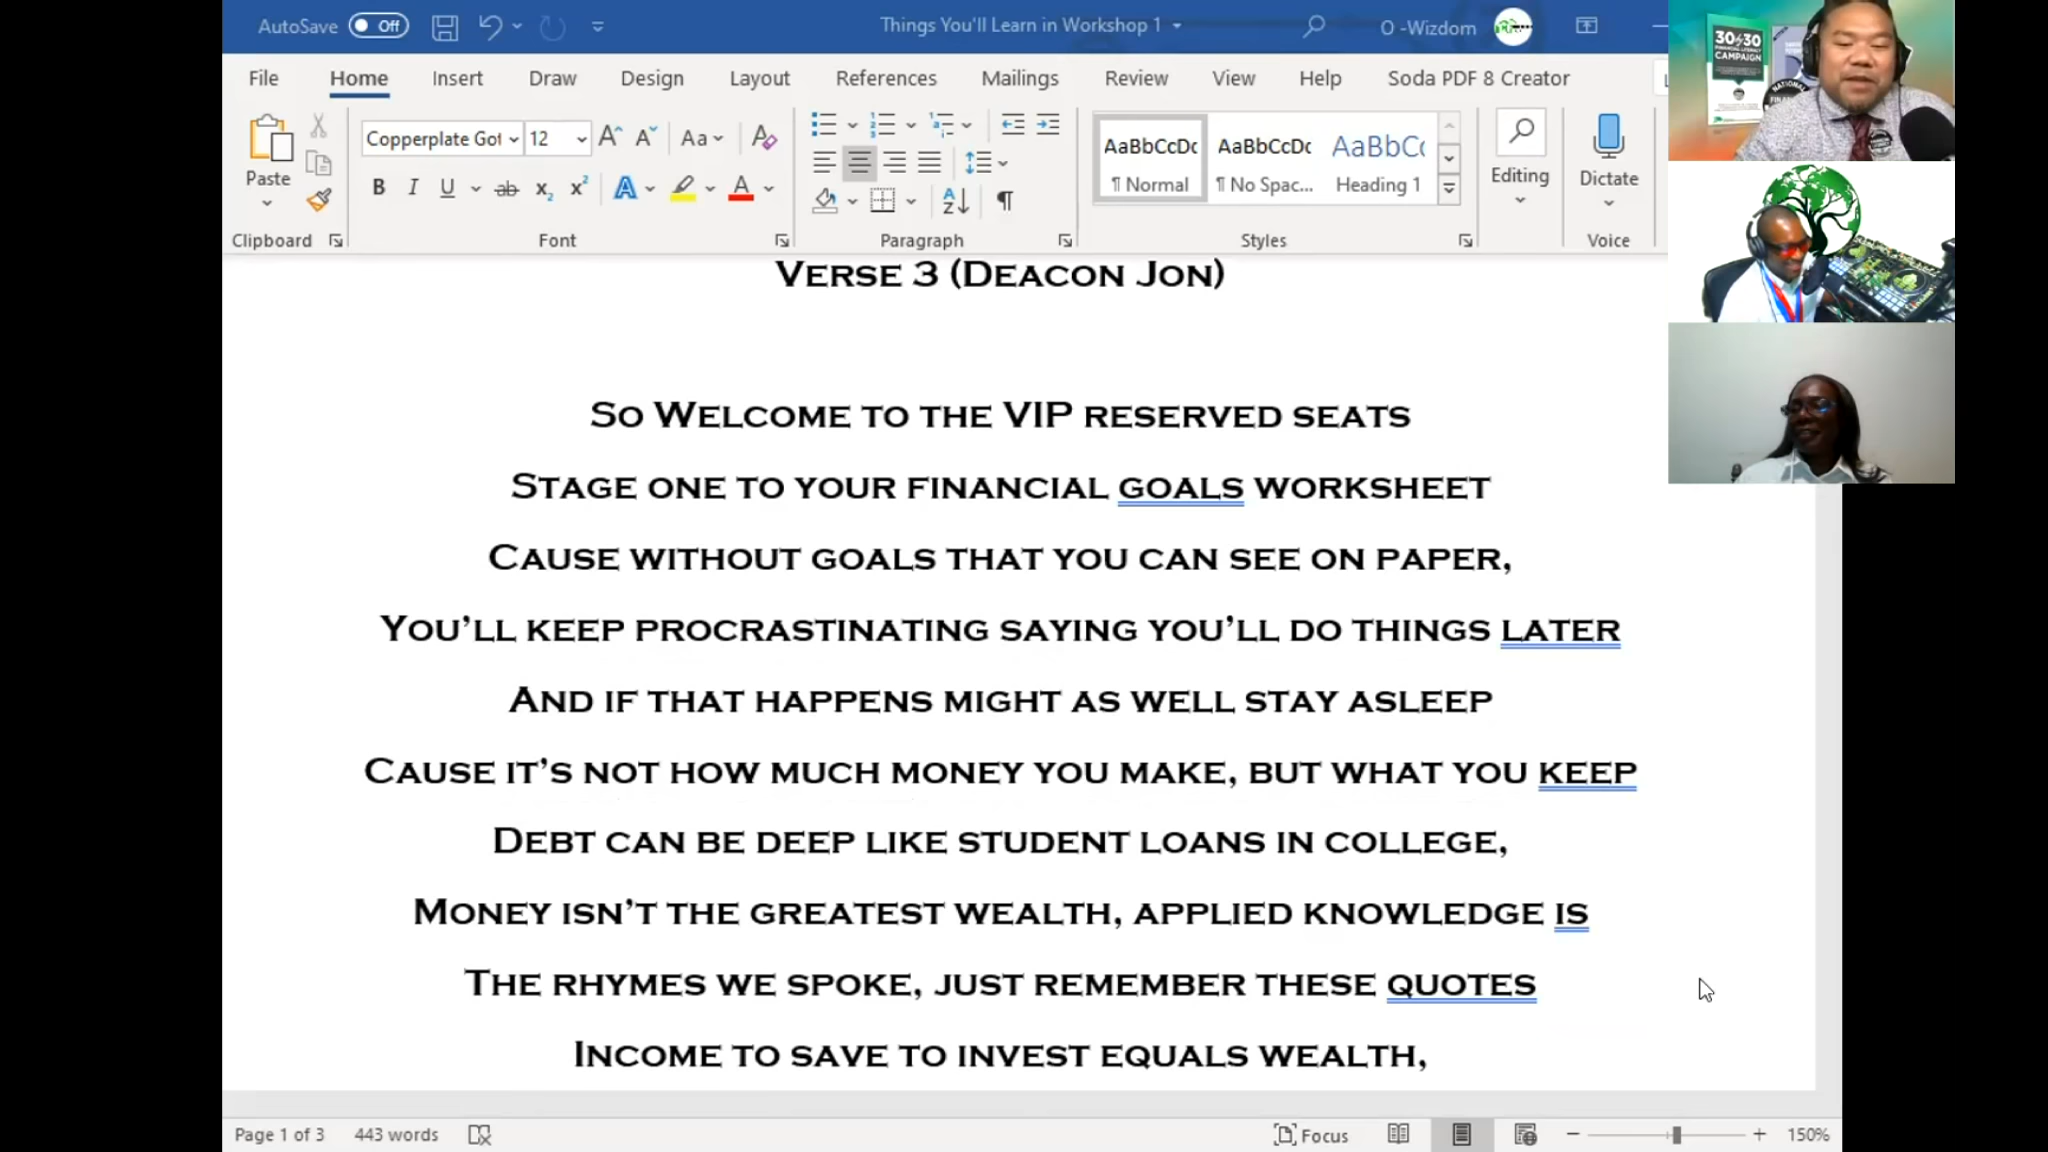 AutoSave Off Things You'll Learn in Workshop 1 O -Wizdom
File Home Insert Draw Design Layout References Mailings Review View Help Soda PDF 8 Creator
Paste
Clipboard
Copperplate Got 12
Aa
B I U ab x2 x2 A A
Font
Paragraph
AaBbCcDc AaBbCcDc AaBbCc
¶ Normal ¶ No Spac... Heading 1
Styles
Editing
Dictate
Voice
30 by 30
FINANCIAL LITERACY
CAMPAIGN
NATIONAL
Verse 3 (Deacon Jon)
So Welcome to the VIP reserved seats
Stage one to your financial goals worksheet
Cause without goals that you can see on paper,
You'll keep procrastinating saying you'll do things later
And if that happens might as well stay asleep
Cause it's not how much money you make, but what you keep
Debt can be deep like student loans in college,
Money isn't the greatest wealth, applied knowledge is
The rhymes we spoke, just remember these quotes
Income to save to invest equals wealth,
Page 1 of 3 443 words Focus 150%